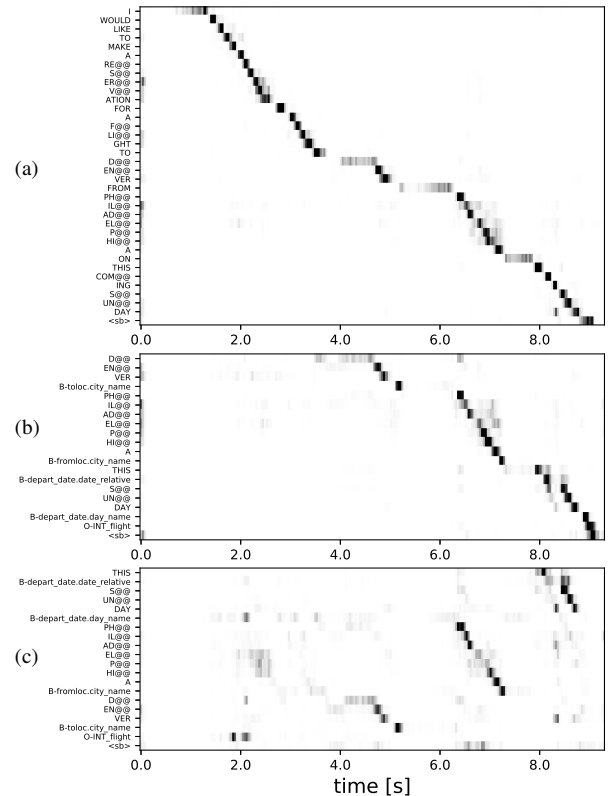 I
WOULD
LIKE
TO
MAKE
A
RE@@
S@@
ER@@
V@@
ATION
FOR
A
F@@
LI@@
GHT
TO
D@@
EN@@
VER
FROM
PH@@
IL@@
AD@@
EL@@
P@@
HI@@
A
ON
THIS
COM@@
ING
S@@
UN@@
DAY
<sb>
(a)
0.0 2.0 4.0 6.0 8.0
D@@
EN@@
VER
B-toloc.city_name
PH@@
IL@@
AD@@
EL@@
P@@
HI@@
A
B-fromloc.city_name
THIS
B-depart_date.date_relative
S@@
UN@@
DAY
B-depart_date.day_name
O-INT_flight
<sb>
(b)
0.0 2.0 4.0 6.0 8.0
THIS
B-depart_date.date_relative
S@@
UN@@
DAY
B-depart_date.day_name
PH@@
IL@@
AD@@
EL@@
P@@
HI@@
A
B-fromloc.city_name
D@@
EN@@
VER
B-toloc.city_name
O-INT_flight
<sb>
(c)
0.0 2.0 4.0 6.0 8.0
time [s]